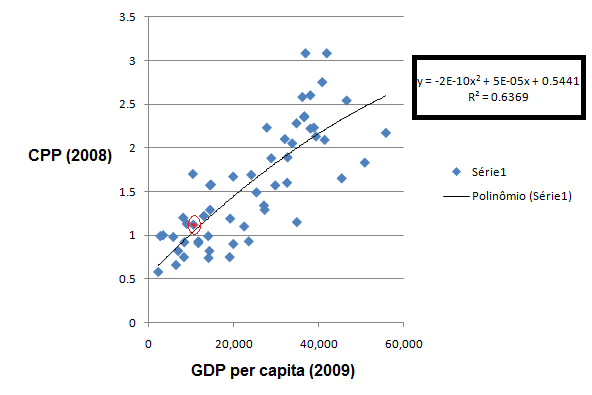 3.5
3
2.5
2
1.5
1
0.5
0
0 20,000 40,000 60,000
CPP (2008)
GDP per capita (2009)
y = -2E-10x² + 5E-05x + 0.5441
R² = 0.6369
Série1
Polinômio (Série1)